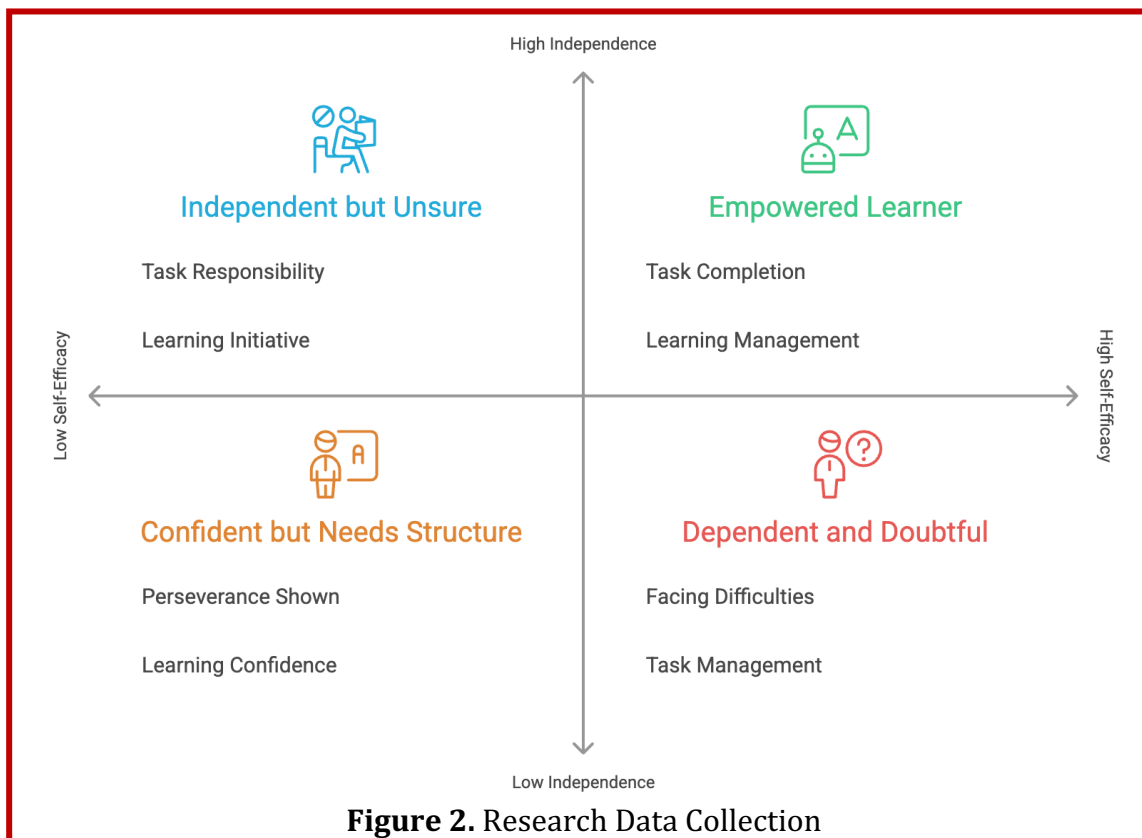 High Independence
A
Independent but Unsure
Empowered Learner
Task Responsibility
Task Completion
Learning Initiative
Learning Management
Low Self-Efficacy
High Self-Efficacy
A
?
Confident but Needs Structure
Dependent and Doubtful
Perseverance Shown
Facing Difficulties
Learning Confidence
Task Management
Low Independence
Figure 2. Research Data Collection